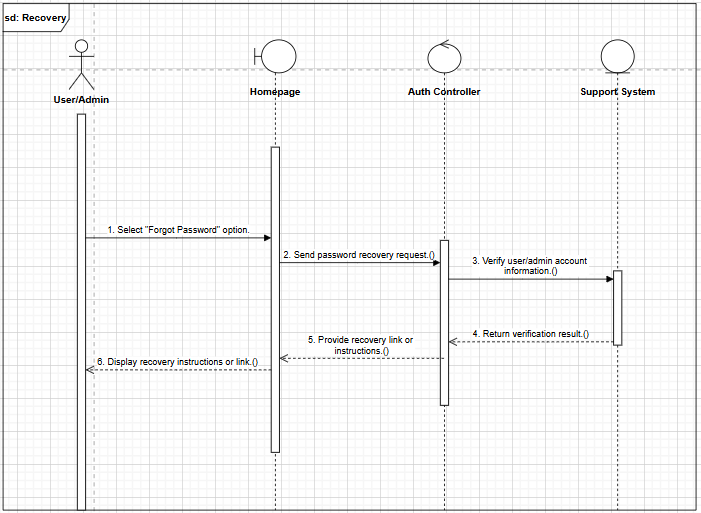 sd: Recovery
User/Admin
Homepage
Auth Controller
Support System
1. Select "Forgot Password" option.
2. Send password recovery request.()
3. Verify user/admin account
information.()
4. Return verification result.()
5. Provide recovery link or
instructions.()
6. Display recovery instructions or link.()